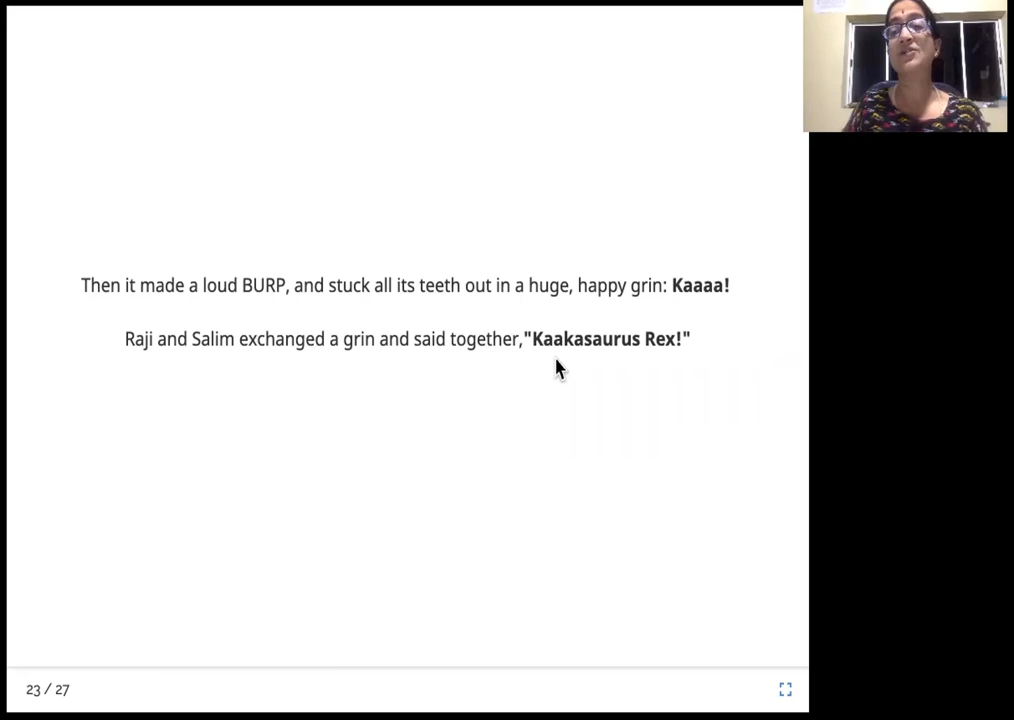 Then it made a loud BURP, and stuck all its teeth out in a huge, happy grin: Kaaaa!
Raji and Salim exchanged a grin and said together,"Kaakasaurus Rex!"
23 / 27